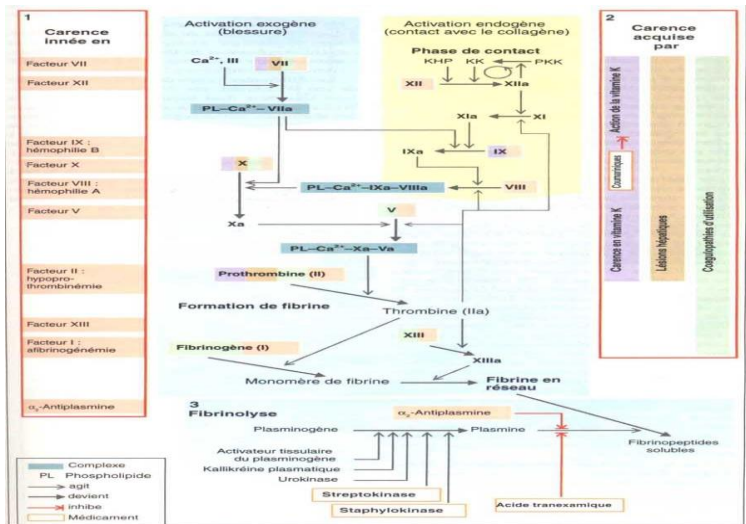 1
Carence
innée en
Facteur VII
Facteur XII
Facteur IX :
hémophilie B
Facteur X
Facteur VIII :
hémophilie A
Facteur V
Facteur II :
hypopro-
thrombinémie
Facteur XIII
Facteur I :
afibrinogénémie
α₂-Antiplasmine
Activation exogène
(blessure)
Ca²⁺, III
VII
PL–Ca²⁺–VIIa
Activation endogène
(contact avec le collagène)
Phase de contact
KHP KK PKK
XII
XIIa
XIa
XI
IXa
IX
X
PL–Ca²⁺–IXa–VIIIa
VIII
Xa
V
PL–Ca²⁺–Xa–Va
Prothrombine (II)
Formation de fibrine
Thrombine (IIa)
XIII
Fibrinogène (I)
XIIIa
Monomère de fibrine
Fibrine en
réseau
2
Carence
acquise
par
Action de la vitamine K
Coumariniques
Carence en vitamine K
Lésions hépatiques
Coagulopathies d'utilisation
3
Fibrinolyse
α₂-Antiplasmine
Plasminogène
Plasmine
Fibrinopeptides
solubles
Activateur tissulaire
du plasminogène
Kallikréine plasmatique
Urokinase
Streptokinase
Staphylokinase
Acide tranexamique
Complexe
PL Phospholipide
agit
devient
inhibe
Médicament